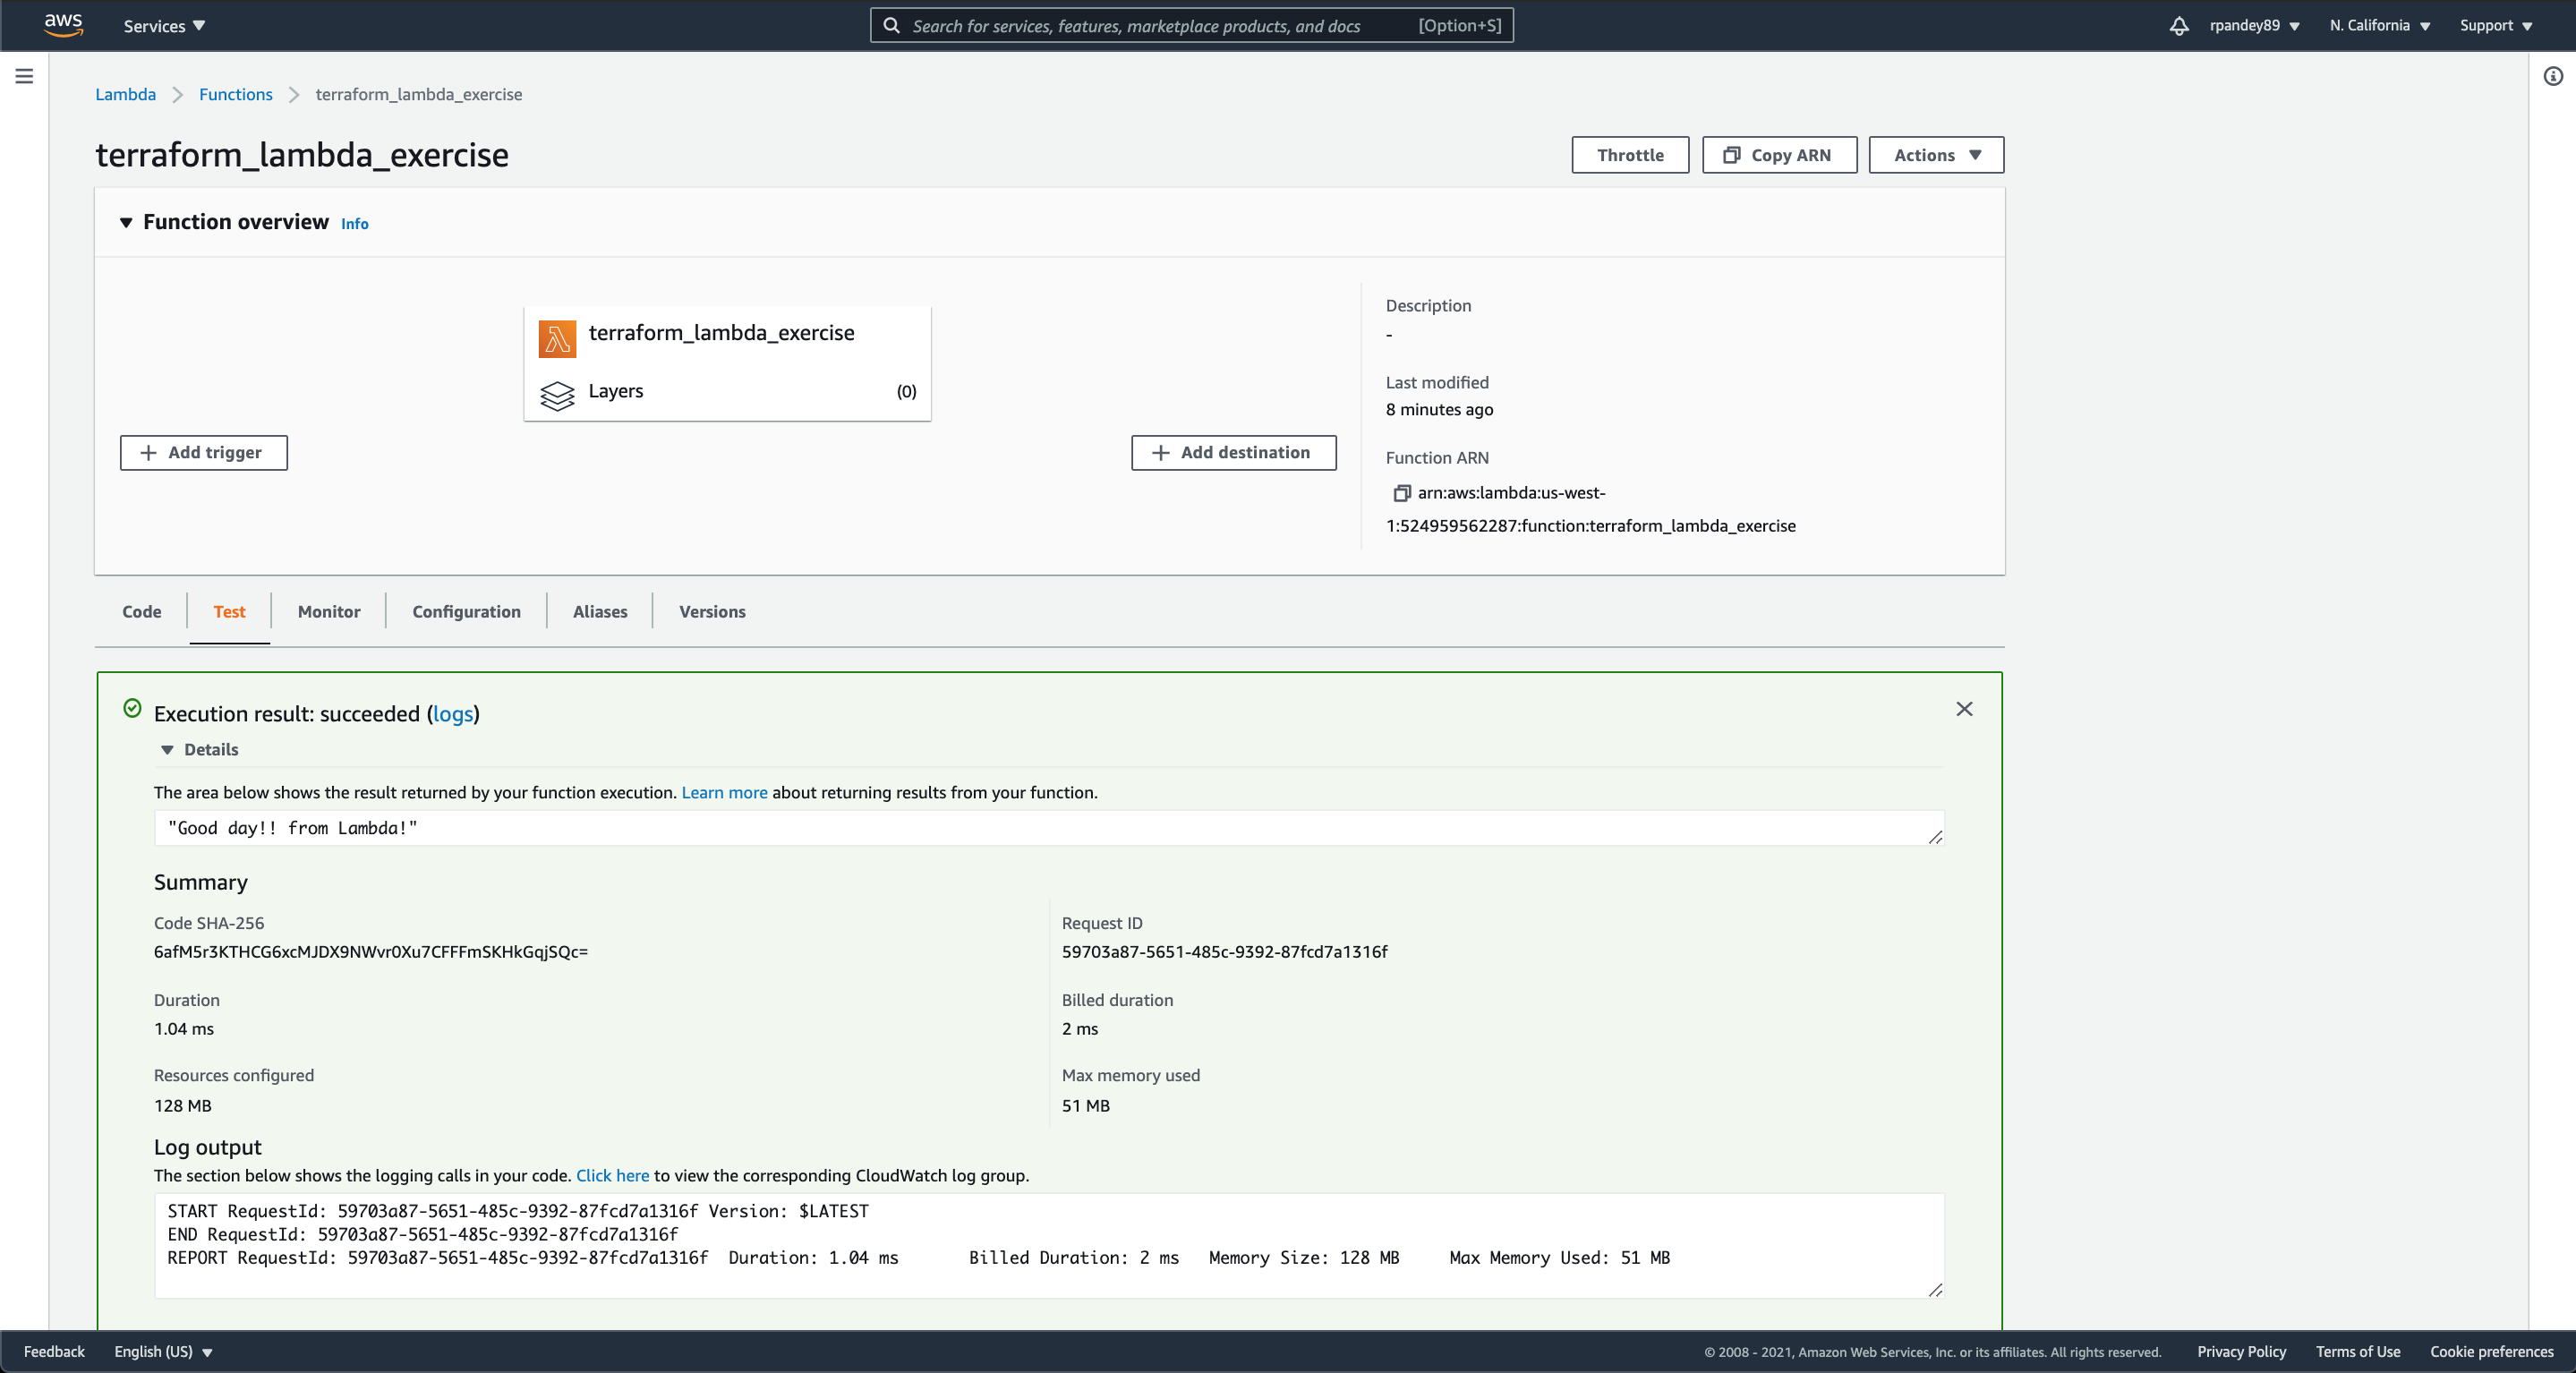 aws
Services ▼
Search for services, features, marketplace products, and docs [Option+S]
rpandey89 ▼
N. California ▼
Support ▼
Lambda > Functions > terraform_lambda_exercise
terraform_lambda_exercise
Throttle
Copy ARN
Actions ▼
▼ Function overview Info
terraform_lambda_exercise
Layers (0)
+ Add trigger
+ Add destination
Description
-
Last modified
8 minutes ago
Function ARN
arn:aws:lambda:us-west-
1:524959562287:function:terraform_lambda_exercise
Code
Test
Monitor
Configuration
Aliases
Versions
Execution result: succeeded (logs)
▼ Details
The area below shows the result returned by your function execution. Learn more about returning results from your function.
"Good day!! from Lambda!"
Summary
Code SHA-256
6afM5r3KTHCG6xcMJDX9NWvr0Xu7CFFFmSKHkGqjSQc=
Request ID
59703a87-5651-485c-9392-87fcd7a1316f
Duration
1.04 ms
Billed duration
2 ms
Resources configured
128 MB
Max memory used
51 MB
Log output
The section below shows the logging calls in your code. Click here to view the corresponding CloudWatch log group.
START RequestId: 59703a87-5651-485c-9392-87fcd7a1316f Version: $LATEST
END RequestId: 59703a87-5651-485c-9392-87fcd7a1316f
REPORT RequestId: 59703a87-5651-485c-9392-87fcd7a1316f Duration: 1.04 ms Billed Duration: 2 ms Memory Size: 128 MB Max Memory Used: 51 MB
Feedback
English (US) ▼
© 2008 - 2021, Amazon Web Services, Inc. or its affiliates. All rights reserved.
Privacy Policy
Terms of Use
Cookie preferences